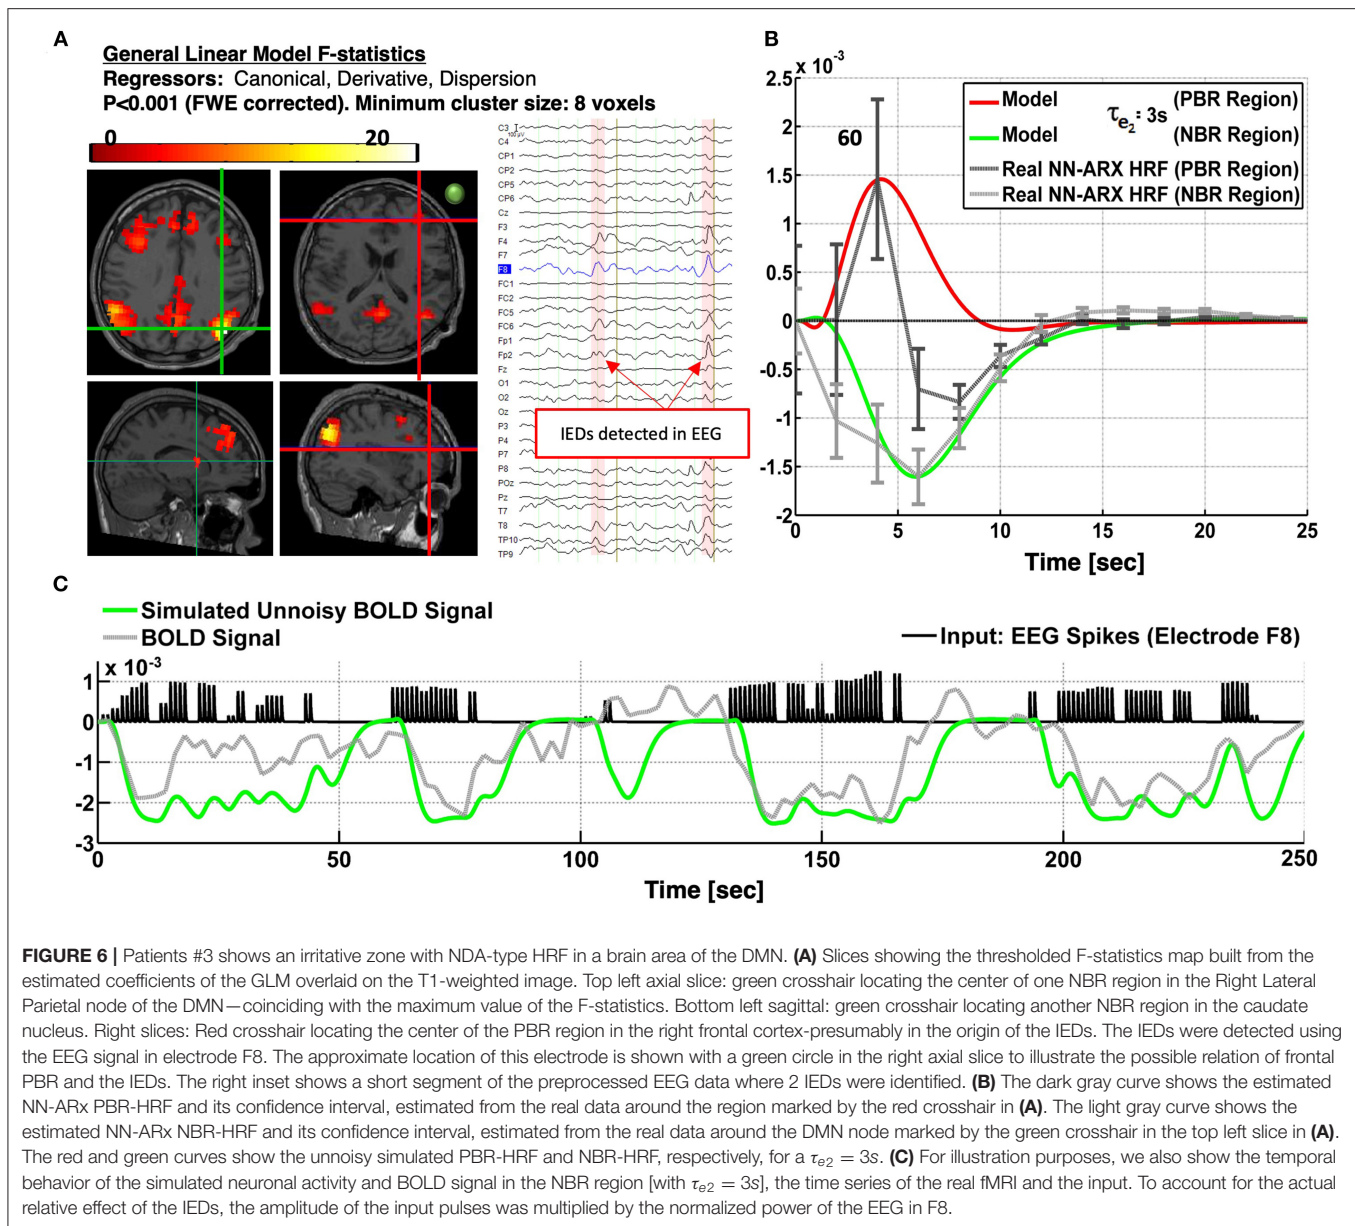 A
General Linear Model F-statistics
Regressors: Canonical, Derivative, Dispersion
P<0.001 (FWE corrected). Minimum cluster size: 8 voxels
0 20
C3
100 μV
C4
CP1
CP2
CP5
CP6
Cz
F3
F4
F7
F8
FC1
FC2
FC5
FC6
Fp1
Fp2
Fz
O1
O2
Oz
P3
P4
P7
P8
POz
Pz
T7
T8
TP10
TP9
IEDs detected in EEG
B
x 10⁻³
2.5
2
1.5
1
0.5
0
-0.5
-1
-1.5
-2
60
Model (PBR Region)
τe2: 3s
Model (NBR Region)
Real NN-ARX HRF (PBR Region)
Real NN-ARX HRF (NBR Region)
0 5 10 15 20 25
Time [sec]
C
Simulated Unnoisy BOLD Signal
BOLD Signal
Input: EEG Spikes (Electrode F8)
x 10⁻³
1
0
-1
-2
-3
0 50 100 150 200 250
Time [sec]
FIGURE 6 | Patients #3 shows an irritative zone with NDA-type HRF in a brain area of the DMN. (A) Slices showing the thresholded F-statistics map built from the
estimated coefficients of the GLM overlaid on the T1-weighted image. Top left axial slice: green crosshair locating the center of one NBR region in the Right Lateral
Parietal node of the DMN—coinciding with the maximum value of the F-statistics. Bottom left sagittal: green crosshair locating another NBR region in the caudate
nucleus. Right slices: Red crosshair locating the center of the PBR region in the right frontal cortex-presumably in the origin of the IEDs. The IEDs were detected using
the EEG signal in electrode F8. The approximate location of this electrode is shown with a green circle in the right axial slice to illustrate the possible relation of frontal
PBR and the IEDs. The right inset shows a short segment of the preprocessed EEG data where 2 IEDs were identified. (B) The dark gray curve shows the estimated
NN-ARx PBR-HRF and its confidence interval, estimated from the real data around the region marked by the red crosshair in (A). The light gray curve shows the
estimated NN-ARx NBR-HRF and its confidence interval, estimated from the real data around the DMN node marked by the green crosshair in the top left slice in (A).
The red and green curves show the unnoisy simulated PBR-HRF and NBR-HRF, respectively, for a τe2 = 3s. (C) For illustration purposes, we also show the temporal
behavior of the simulated neuronal activity and BOLD signal in the NBR region [with τe2 = 3s], the time series of the real fMRI and the input. To account for the actual
relative effect of the IEDs, the amplitude of the input pulses was multiplied by the normalized power of the EEG in F8.